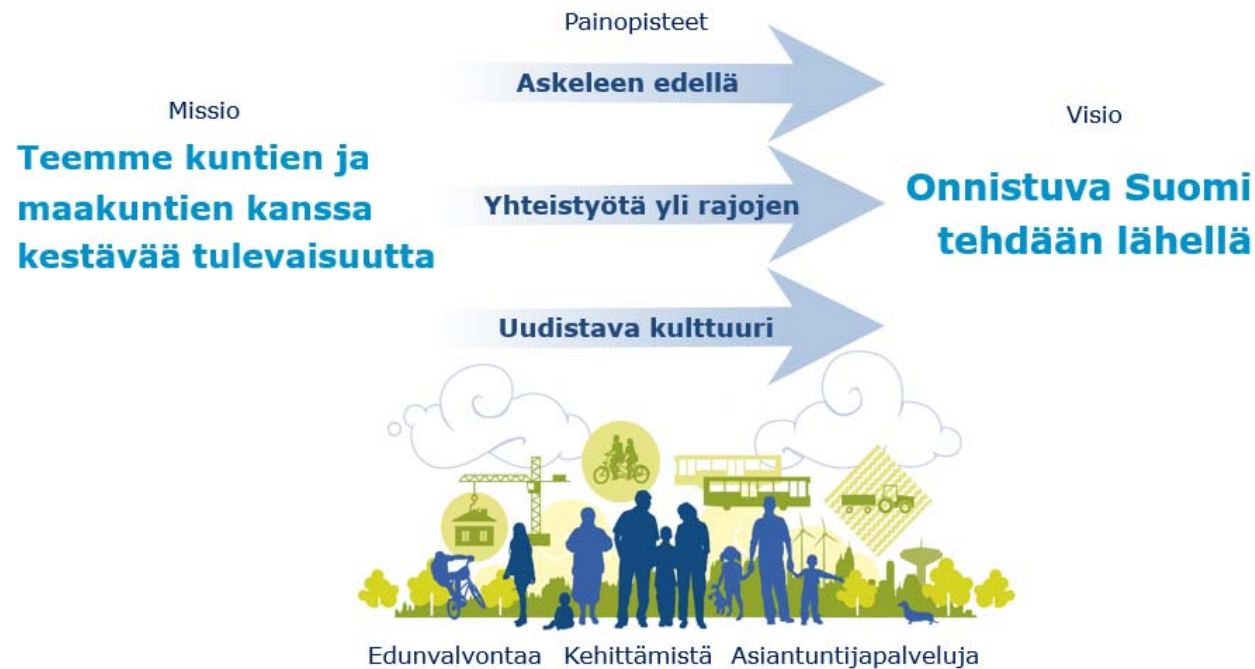 Painopisteet
Missio
Teemme kuntien ja
maakuntien kanssa
kestävää tulevaisuutta
Askeleen edellä
Yhteistyötä yli rajojen
Uudistava kulttuuri
Visio
Onnistuva Suomi
tehdään lähellä
Edunvalvontaa Kehittämistä Asiantuntijapalveluja